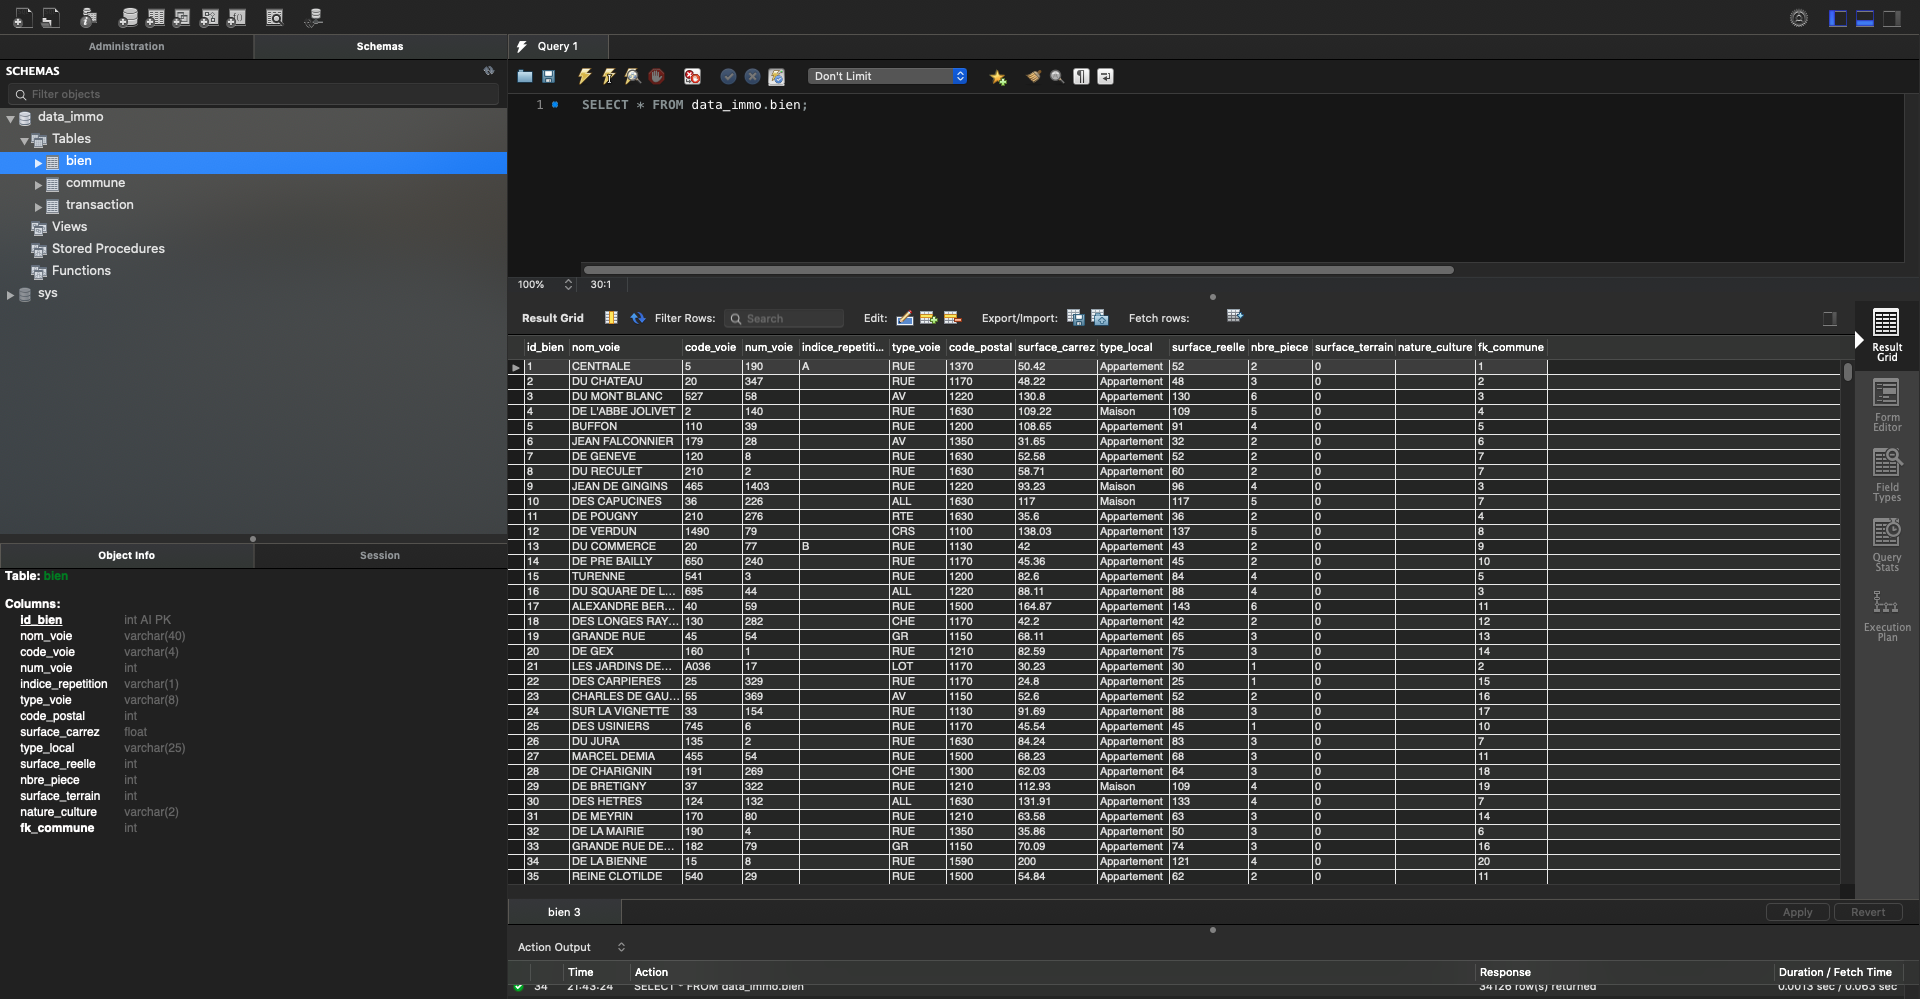 Administration
Schemas
Query 1
SCHEMAS
Filter objects
data_immo
Tables
bien
commune
transaction
Views
Stored Procedures
Functions
sys
Don't Limit
1 SELECT * FROM data_immo.bien;
100% 30:1
Result Grid Filter Rows: Search Edit: Export/Import: Fetch rows:
id_bien nom_voie code_voie num_voie indice_repetiti... type_voie code_postal surface_carrez type_local surface_reelle nbre_piece surface_terrain nature_culture fk_commune
1 CENTRALE 5 190 A RUE 1370 50.42 Appartement 52 2 0 1
2 DU CHATEAU 20 347 RUE 1170 48.22 Appartement 48 3 0 2
3 DU MONT BLANC 527 58 AV 1220 130.8 Appartement 130 6 0 3
4 DE L'ABBE JOLIVET 2 140 RUE 1630 109.22 Maison 109 5 0 4
5 BUFFON 110 39 RUE 1200 108.65 Appartement 91 4 0 5
6 JEAN FALCONNIER 179 28 AV 1350 31.65 Appartement 32 2 0 6
7 DE GENEVE 120 8 RUE 1630 52.58 Appartement 52 2 0 7
8 DU RECULET 210 2 RUE 1630 58.71 Appartement 60 2 0 7
9 JEAN DE GINGINS 465 1403 RUE 1220 93.23 Maison 96 4 0 3
10 DES CAPUCINES 36 226 ALL 1630 117 Maison 117 5 0 7
11 DE POUGNY 210 276 RTE 1630 35.6 Appartement 36 2 0 4
12 DE VERDUN 1490 79 CRS 1100 138.03 Appartement 137 5 0 8
13 DU COMMERCE 20 77 B RUE 1130 42 Appartement 43 2 0 9
14 DE PRE BAILLY 650 240 RUE 1170 45.36 Appartement 45 2 0 10
15 TURENNE 541 3 RUE 1200 82.6 Appartement 84 4 0 5
16 DU SQUARE DE L... 695 44 ALL 1220 88.11 Appartement 88 4 0 3
17 ALEXANDRE BER... 40 59 RUE 1500 164.87 Appartement 143 6 0 11
18 DES LONGES RAY... 130 282 CHE 1170 42.2 Appartement 42 2 0 12
19 GRANDE RUE 45 54 GR 1150 68.11 Appartement 65 3 0 13
20 DE GEX 160 1 RUE 1210 82.59 Appartement 75 3 0 14
21 LES JARDINS DE... A036 17 LOT 1170 30.23 Appartement 30 1 0 2
22 DES CARPIERES 25 329 RUE 1170 24.8 Appartement 25 1 0 15
23 CHARLES DE GAU... 55 369 AV 1150 52.6 Appartement 52 2 0 16
24 SUR LA VIGNETTE 33 154 RUE 1130 91.69 Appartement 88 3 0 17
25 DES USINIERS 745 6 RUE 1170 45.54 Appartement 45 1 0 10
26 DU JURA 135 2 RUE 1630 84.24 Appartement 83 3 0 7
27 MARCEL DEMIA 455 54 RUE 1500 68.23 Appartement 68 3 0 11
28 DE CHARIGNIN 191 269 CHE 1300 62.03 Appartement 64 3 0 18
29 DE BRETIGNY 37 322 RUE 1210 112.93 Maison 109 4 0 19
30 DES HETRES 124 132 ALL 1630 131.91 Appartement 133 4 0 7
31 DE MEYRIN 170 80 RUE 1210 63.58 Appartement 63 3 0 14
32 DE LA MAIRIE 190 4 RUE 1350 35.86 Appartement 50 3 0 6
33 GRANDE RUE DE... 182 79 GR 1150 70.09 Appartement 74 3 0 16
34 DE LA BIENNE 15 8 RUE 1590 200 Appartement 121 4 0 20
35 REINE CLOTILDE 540 29 RUE 1500 54.84 Appartement 62 2 0 11
Result
Grid
Form
Editor
Field
Types
Query
Stats
Execution
Plan
Object Info
Session
Table: bien
Columns:
id_bien int AI PK
nom_voie varchar(40)
code_voie varchar(4)
num_voie int
indice_repetition varchar(1)
type_voie varchar(8)
code_postal int
surface_carrez float
type_local varchar(25)
surface_reelle int
nbre_piece int
surface_terrain int
nature_culture varchar(2)
fk_commune int
bien 3
Apply
Revert
Action Output
Time Action Response Duration / Fetch Time
34 21:43:24 SELECT * FROM data_immo.bien 34126 row(s) returned 0.0013 sec / 0.063 sec